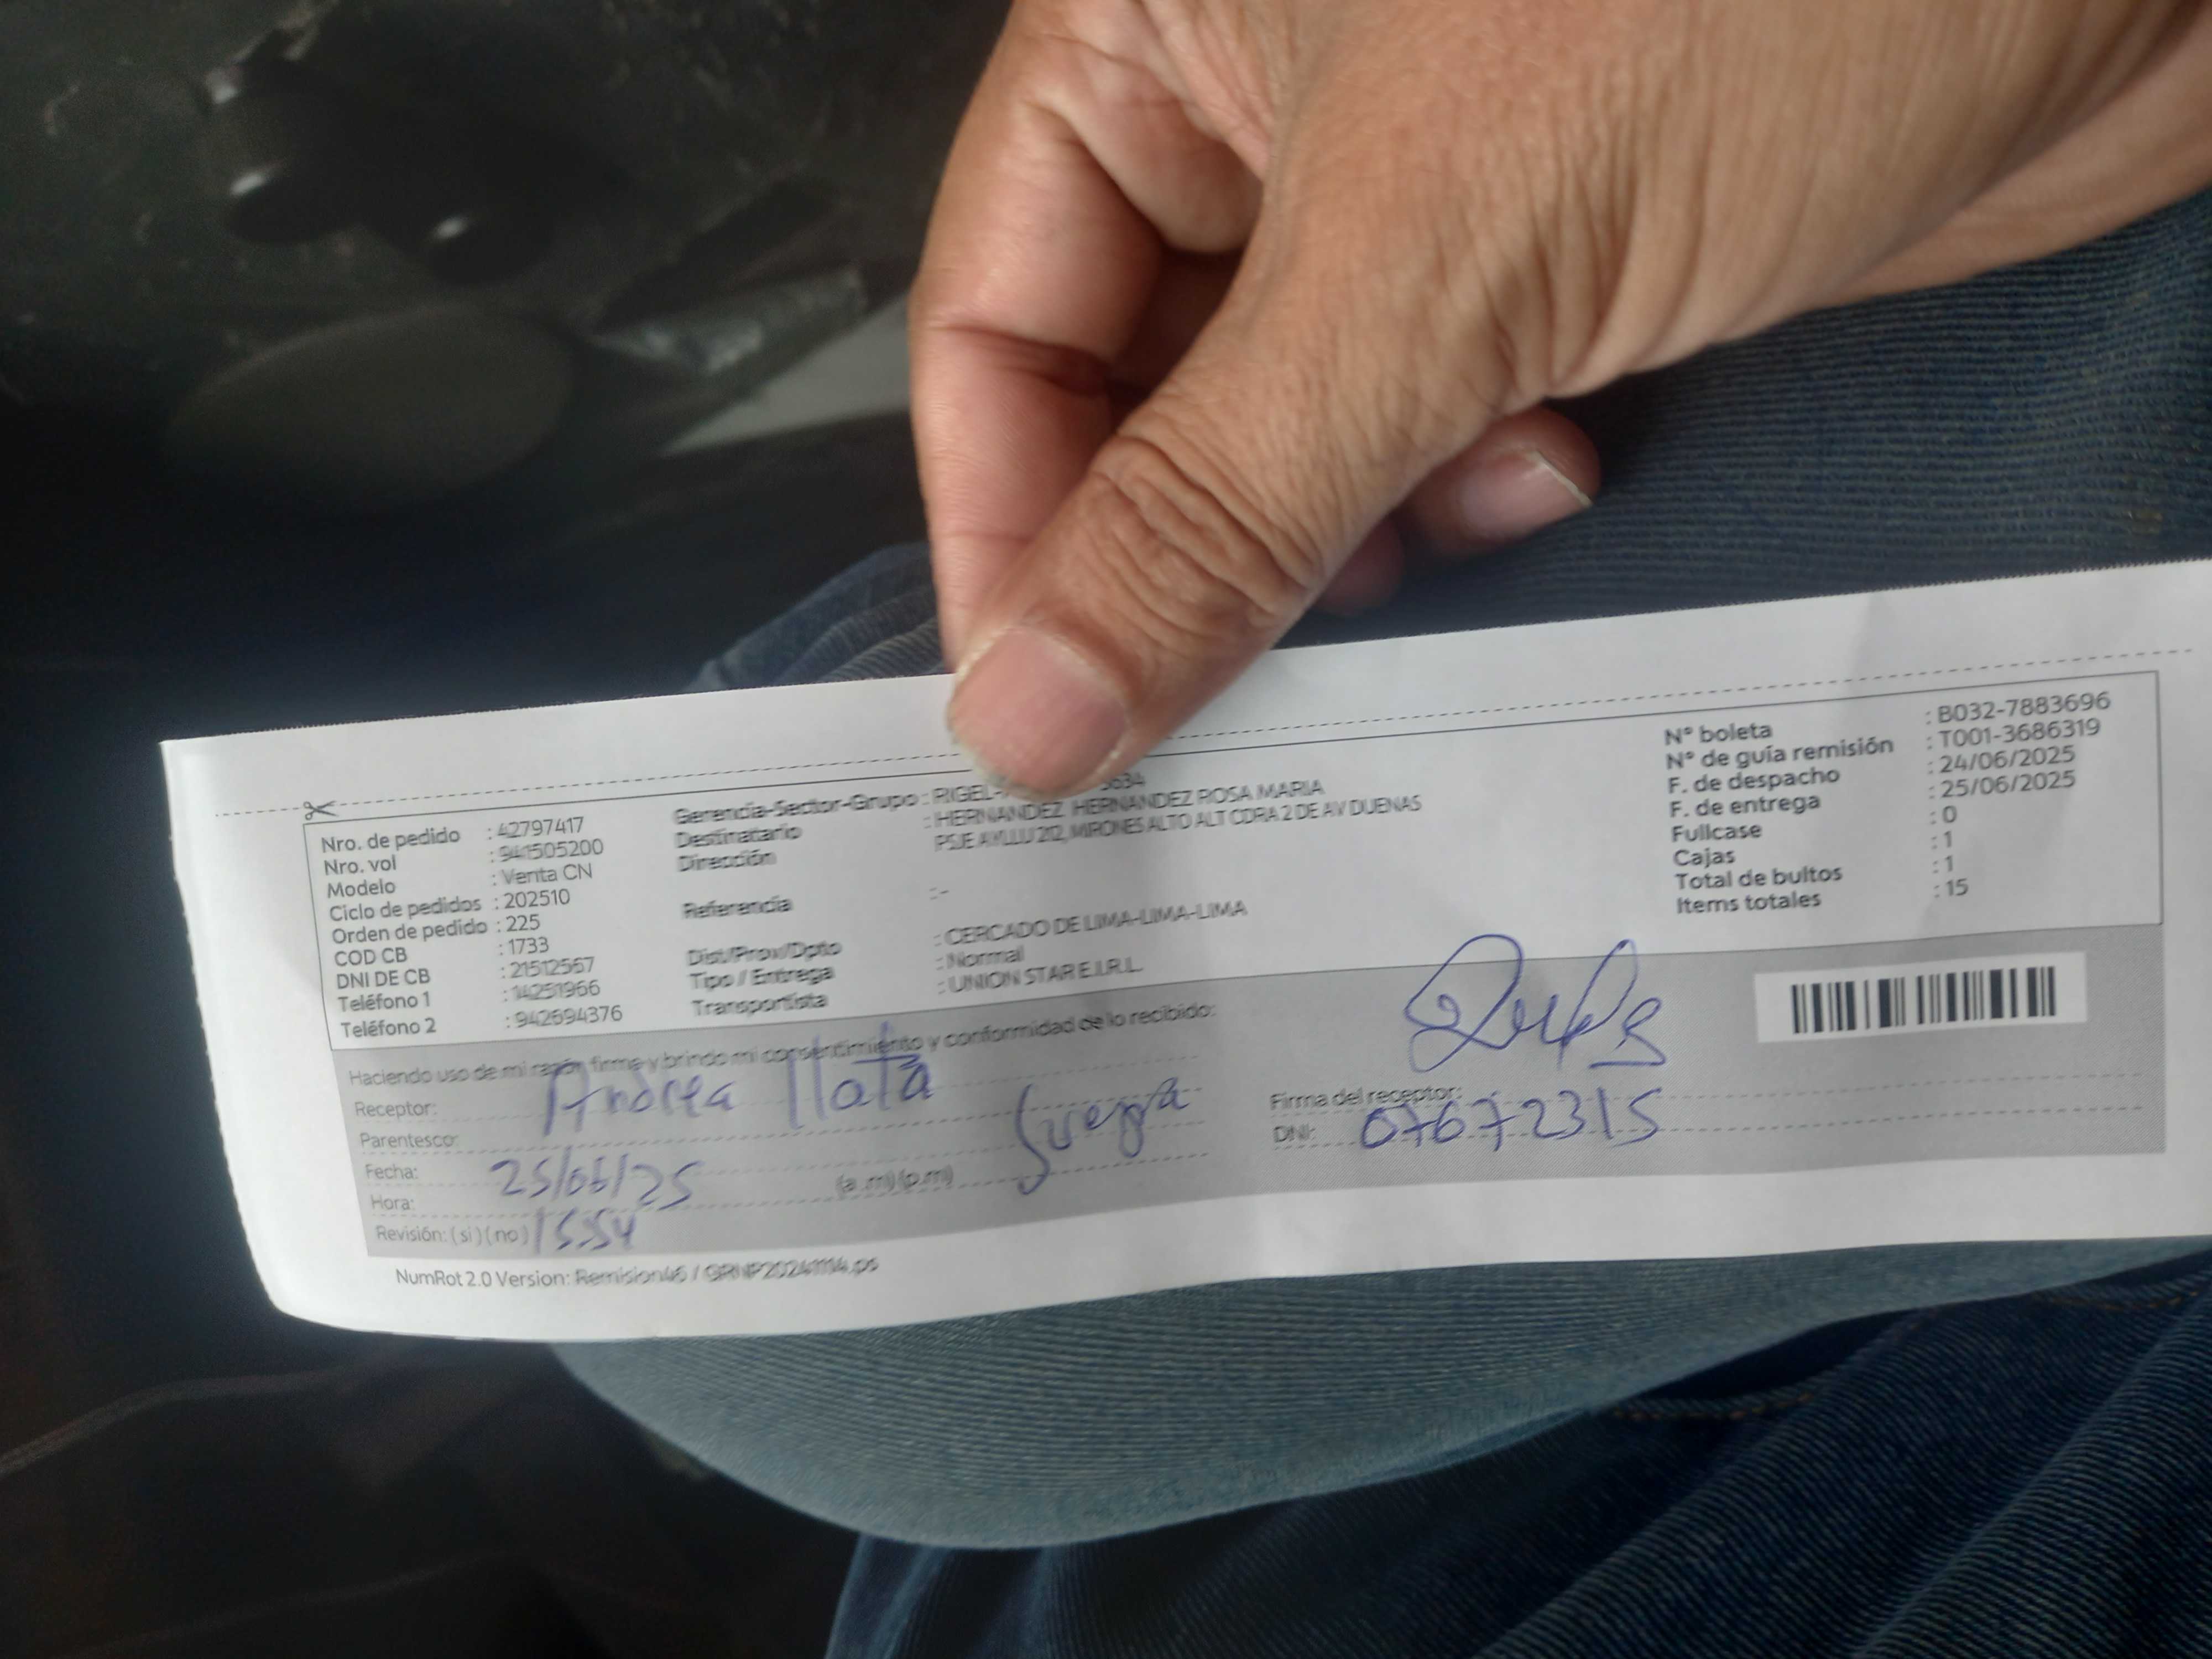 Nro. de pedido : 42797417
Nro. vol : 941505200
Modelo : Venta CN
Ciclo de pedidos : 202510
Orden de pedido : 225
COD CB : 1733
DNI DE CB : 21512567
Teléfono 1 : 14251966
Teléfono 2 : 942694376
Gerencia-Sector-Grupo : RIGEL-
Destinatario : HERNANDEZ HERNANDEZ ROSA MARIA
Dirección PSJE AYLLU 212, MIRONES ALTO ALT CDRA 2 DE AV DUENAS
Referencia : -
Dist/Prov/Dpto : CERCADO DE LIMA-LIMA-LIMA
Tipo / Entrega : Normal
Transportista : UNION STAR E.I.R.L.
N° boleta : B032-7883696
N° de guía remisión : T001-3686319
F. de despacho : 24/06/2025
F. de entrega : 25/06/2025
Fullcase : 0
Cajas : 1
Total de bultos : 1
Items totales : 15
Haciendo uso de mi razón firme y brindo mi consentimiento y conformidad de lo recibido:
Receptor: Andrea
Parentesco: Suegra
Fecha: 25/06/25
Hora: (a.m) (p.m)
Revisión: (si) (no) 15:54
Firma del receptor:
DNI: 07672315
NumRot 2.0 Version: Remision46 / GRNP20241114.ps